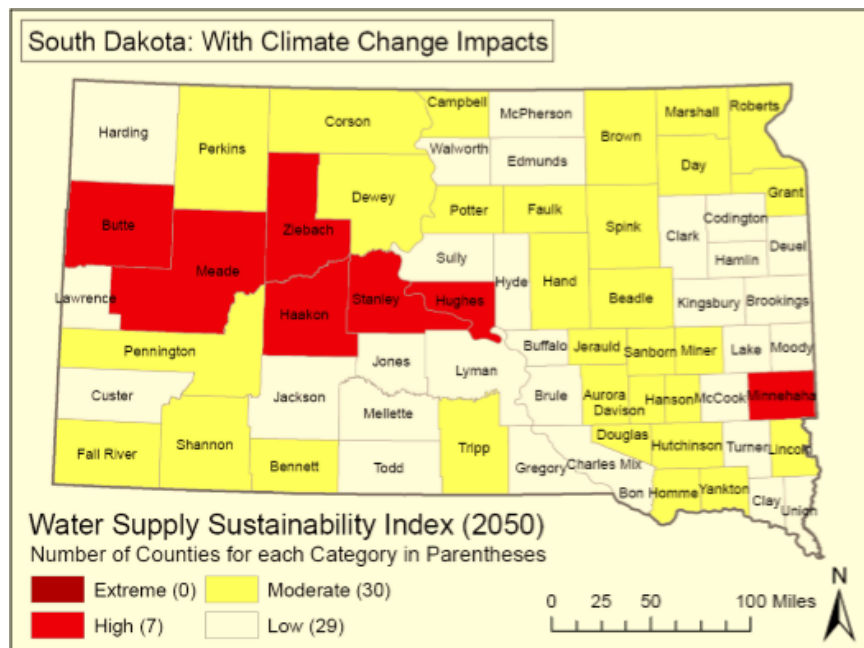 South Dakota: With Climate Change Impacts
Harding
Perkins
Corson
Campbell
McPherson
Brown
Marshall
Roberts
Walworth
Edmunds
Day
Dewey
Grant
Butte
Ziebach
Potter
Faulk
Spink
Codington
Clark
Deuel
Hamlin
Meade
Sully
Hyde
Hand
Lawrence
Haakon
Stanley
Hughes
Beadle
Kingsbury
Brookings
Pennington
Jones
Buffalo
Jerauld
Sanborn
Miner
Lake
Moody
Lyman
Custer
Jackson
Brule
Aurora
Davison
Hanson
McCook
Minnehaha
Mellette
Fall River
Shannon
Bennett
Todd
Tripp
Gregory
Douglas
Charles Mix
Hutchinson
Turner
Lincoln
Bon Homme
Yankton
Clay
Union
Water Supply Sustainability Index (2050)
Number of Counties for each Category in Parentheses
Extreme (0)
Moderate (30)
High (7)
Low (29)
0 25 50 100 Miles
N